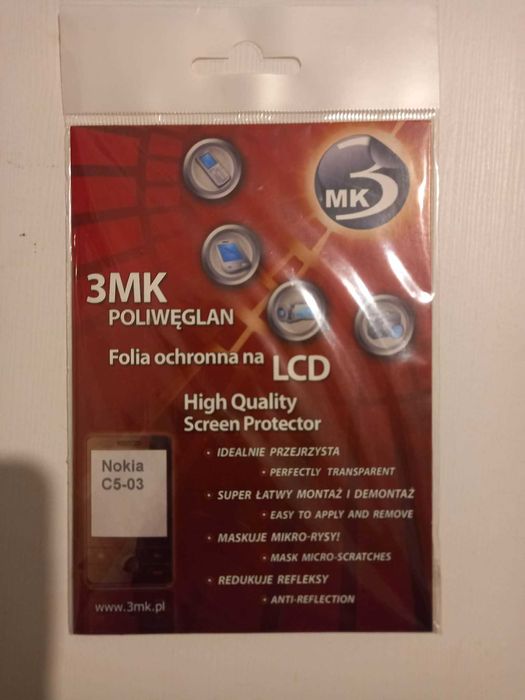 MK3
3MK
POLIWĘGLAN
Folia ochronna na
LCD
High Quality
Screen Protector
• IDEALNIE PRZEJRZYSTA
• PERFECTLY TRANSPARENT
• SUPER ŁATWY MONTAŻ I DEMONTAŻ
• EASY TO APPLY AND REMOVE
• MASKUJE MIKRO-RYSY!
• MASK MICRO-SCRATCHES
• REDUKUJE REFLEKSY
• ANTI-REFLECTION
Nokia
C5-03
www.3mk.pl